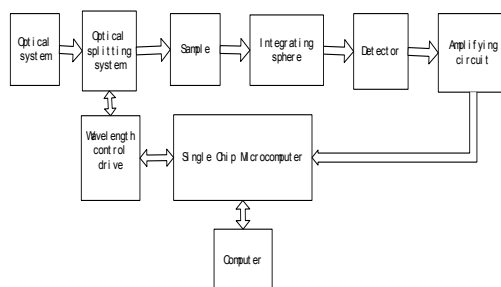 Optical
system
Optical
splitting
system
Sample
Integrating
sphere
Detector
Amplifying
circuit
Wavelength
control
drive
Single Chip Microcomputer
Computer